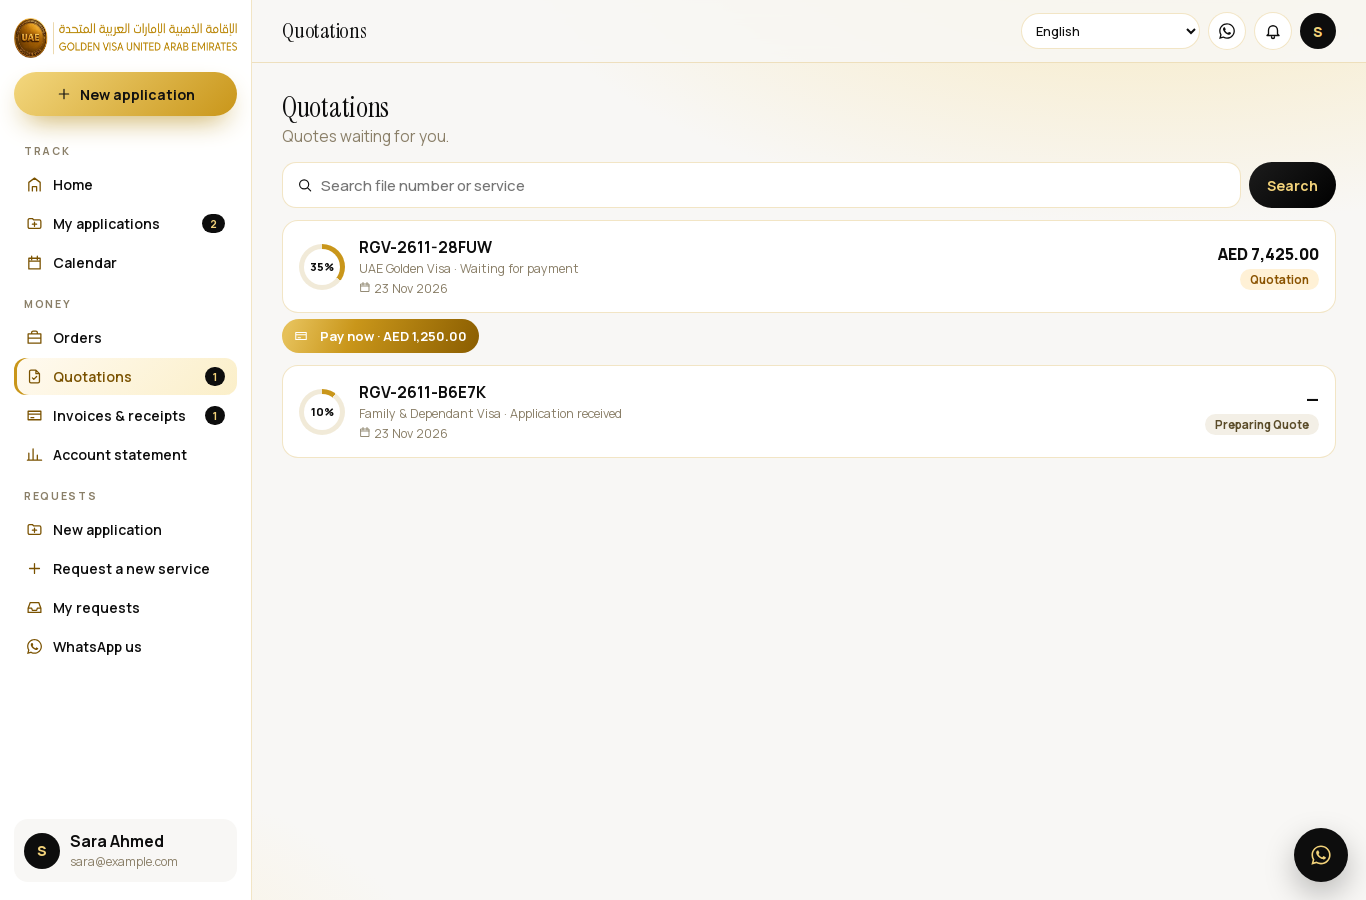 UAE
الإقامة الذهبية الإمارات العربية المتحدة
GOLDEN VISA UNITED ARAB EMIRATES
New application
TRACK
Home
My applications 2
Calendar
MONEY
Orders
Quotations 1
Invoices & receipts 1
Account statement
REQUESTS
New application
Request a new service
My requests
WhatsApp us
S
Sara Ahmed
sara@example.com
Quotations
English
S
Quotations
Quotes waiting for you.
Search file number or service
Search
35%
RGV-2611-28FUW
UAE Golden Visa · Waiting for payment
23 Nov 2026
AED 7,425.00
Quotation
Pay now · AED 1,250.00
10%
RGV-2611-B6E7K
Family & Dependant Visa · Application received
23 Nov 2026
—
Preparing Quote